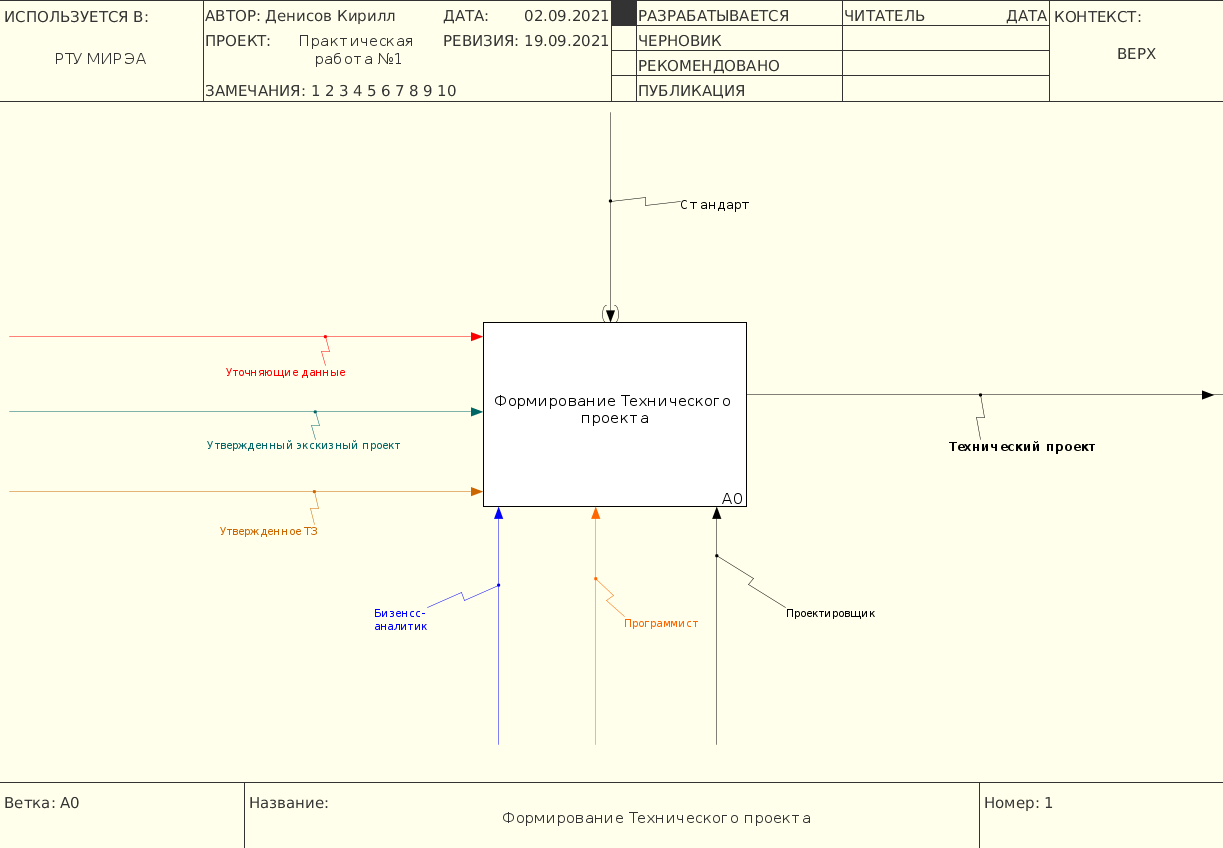 ИСПОЛЬЗУЕТСЯ В:
РТУ МИРЭА
АВТОР: Денисов Кирилл
ДАТА: 02.09.2021
ПРОЕКТ: Практическая
работа №1
РЕВИЗИЯ: 19.09.2021
ЗАМЕЧАНИЯ: 1 2 3 4 5 6 7 8 9 10
РАЗРАБАТЫВАЕТСЯ
ЧЕРНОВИК
РЕКОМЕНДОВАНО
ПУБЛИКАЦИЯ
ЧИТАТЕЛЬ ДАТА
КОНТЕКСТ:
ВЕРХ
Стандарт
Уточняющие данные
Утвержденный экскизный проект
Утвержденное ТЗ
Формирование Технического
проекта
A0
Технический проект
Бизенсс-
аналитик
Программист
Проектировщик
Ветка: A0
Название:
Формирование Технического проекта
Номер: 1